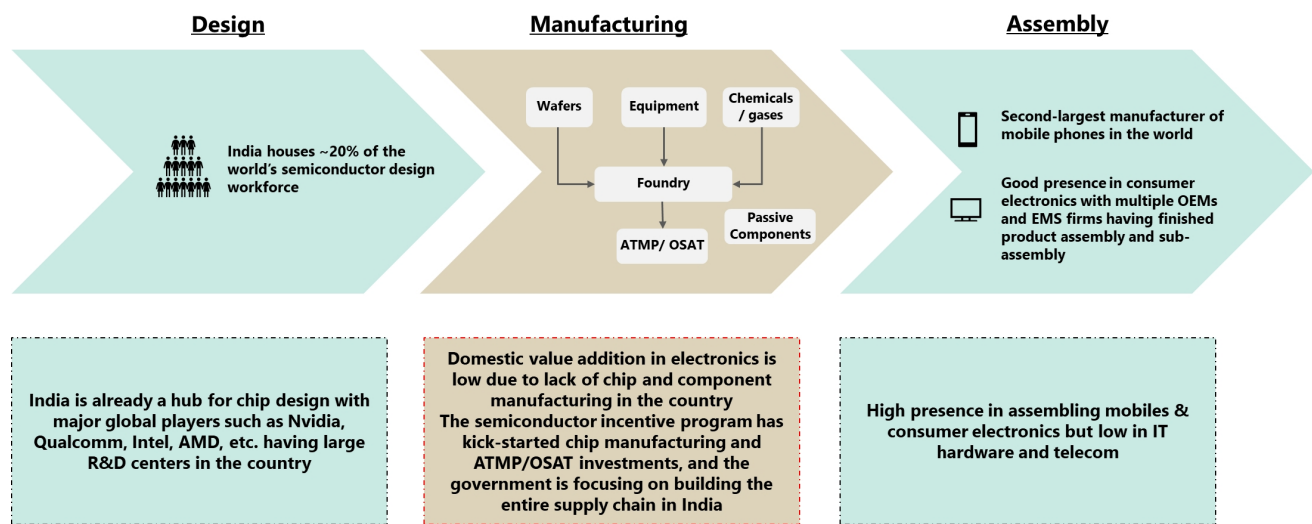 Design
India houses ~20% of the
world's semiconductor design
workforce
Manufacturing
Wafers
Equipment
Chemicals
/ gases
Foundry
Passive
Components
ATMP/ OSAT
Assembly
Second-largest manufacturer of
mobile phones in the world
Good presence in consumer
electronics with multiple OEMs
and EMS firms having finished
product assembly and sub-
assembly
India is already a hub for chip design with
major global players such as Nvidia,
Qualcomm, Intel, AMD, etc. having large
R&D centers in the country
Domestic value addition in electronics is
low due to lack of chip and component
manufacturing in the country
The semiconductor incentive program has
kick-started chip manufacturing and
ATMP/OSAT investments, and the
government is focusing on building the
entire supply chain in India
High presence in assembling mobiles &
consumer electronics but low in IT
hardware and telecom